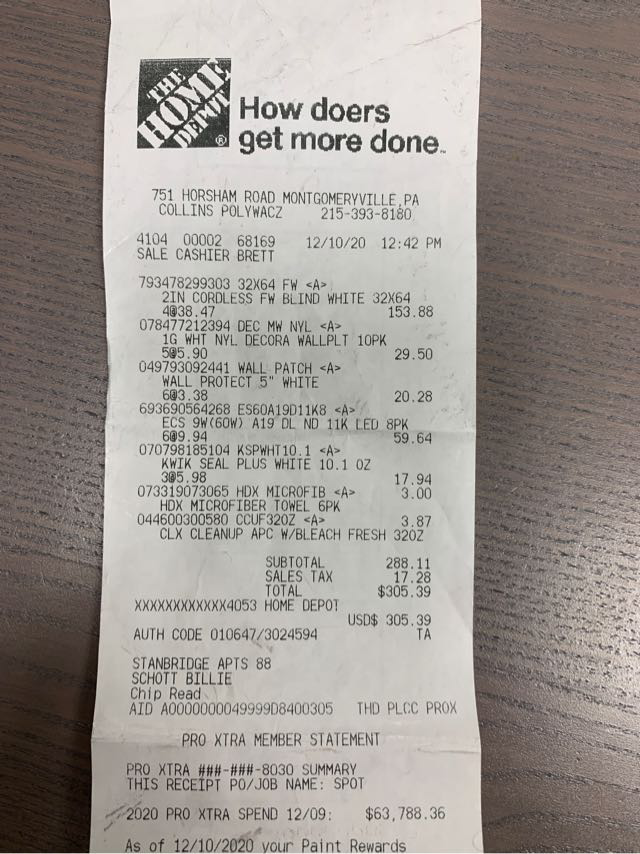 THE
HOME
DEPOT
®
How doers
get more done™
751 HORSHAM ROAD MONTGOMERYVILLE,PA
COLLINS POLYWACZ 215-393-8180
4104 00002 68169 12/10/20 12:42 PM
SALE CASHIER BRETT
793478299303 32X64 FW <A>
2IN CORDLESS FW BLIND WHITE 32X64
4@38.47 153.88
078477212394 DEC MW NYL <A>
1G WHT NYL DECORA WALLPLT 10PK
5@5.90 29.50
049793092441 WALL PATCH <A>
WALL PROTECT 5" WHITE
6@3.38 20.28
693690564268 ES60A19D11K8 <A>
ECS 9W(60W) A19 DL ND 11K LED 8PK
6@9.94 59.64
070798185104 KSPWHT10.1 <A>
KWIK SEAL PLUS WHITE 10.1 OZ
3@5.98 17.94
073319073065 HDX MICROFIB <A> 3.00
HDX MICROFIBER TOWEL 6PK
044600300580 CCUF32OZ <A> 3.87
CLX CLEANUP APC W/BLEACH FRESH 32OZ
SUBTOTAL 288.11
SALES TAX 17.28
TOTAL $305.39
XXXXXXXXXXXX4053 HOME DEPOT
USD$ 305.39
AUTH CODE 010647/3024594 TA
STANBRIDGE APTS 88
SCHOTT BILLIE
Chip Read
AID A0000000049999D8400305 THD PLCC PROX
PRO XTRA MEMBER STATEMENT
PRO XTRA ###-###-8030 SUMMARY
THIS RECEIPT PO/JOB NAME: SPOT
2020 PRO XTRA SPEND 12/09: $63,788.36
As of 12/10/2020 your Paint Rewards